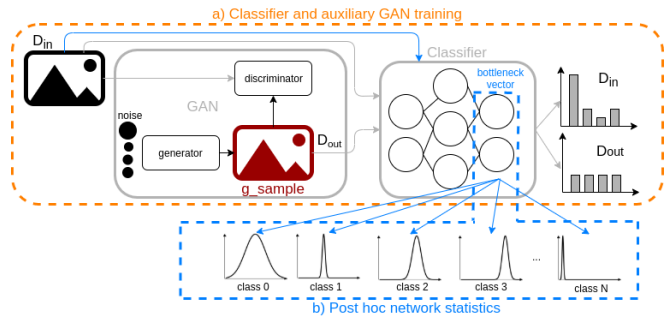 a) Classifier and auxiliary GAN training
Din
Classifier
bottleneck
vector
discriminator
GAN
noise
generator
Dout
g_sample
Din
Dout
class 0
class 1
class 2
class 3
...
class N
b) Post hoc network statistics